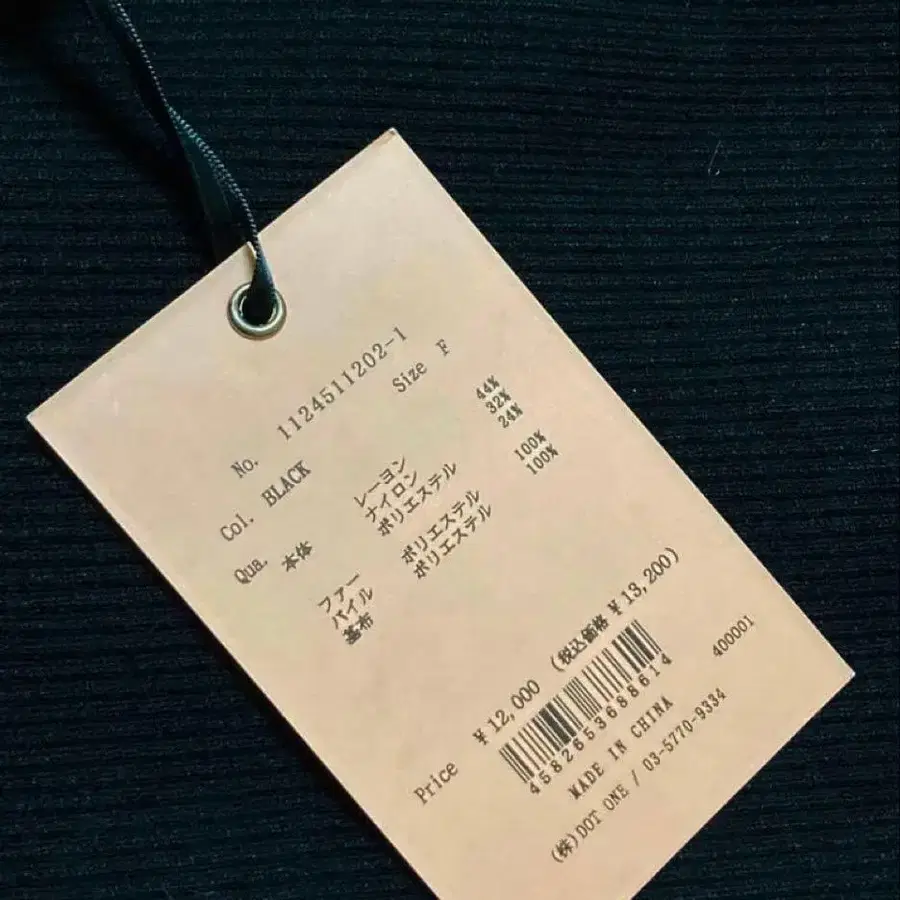 No. 1124511202-1
Col. BLACK Size F
Qua. 本体 レーヨン 44%
ナイロン 32%
ポリエステル 24%
ファー
パイル ポリエステル 100%
基布 ポリエステル 100%
Price ¥12,000 (税込価格 ¥13,200)
4582653688614
400001
MADE IN CHINA
(株)DOT ONE / 03-5770-9334